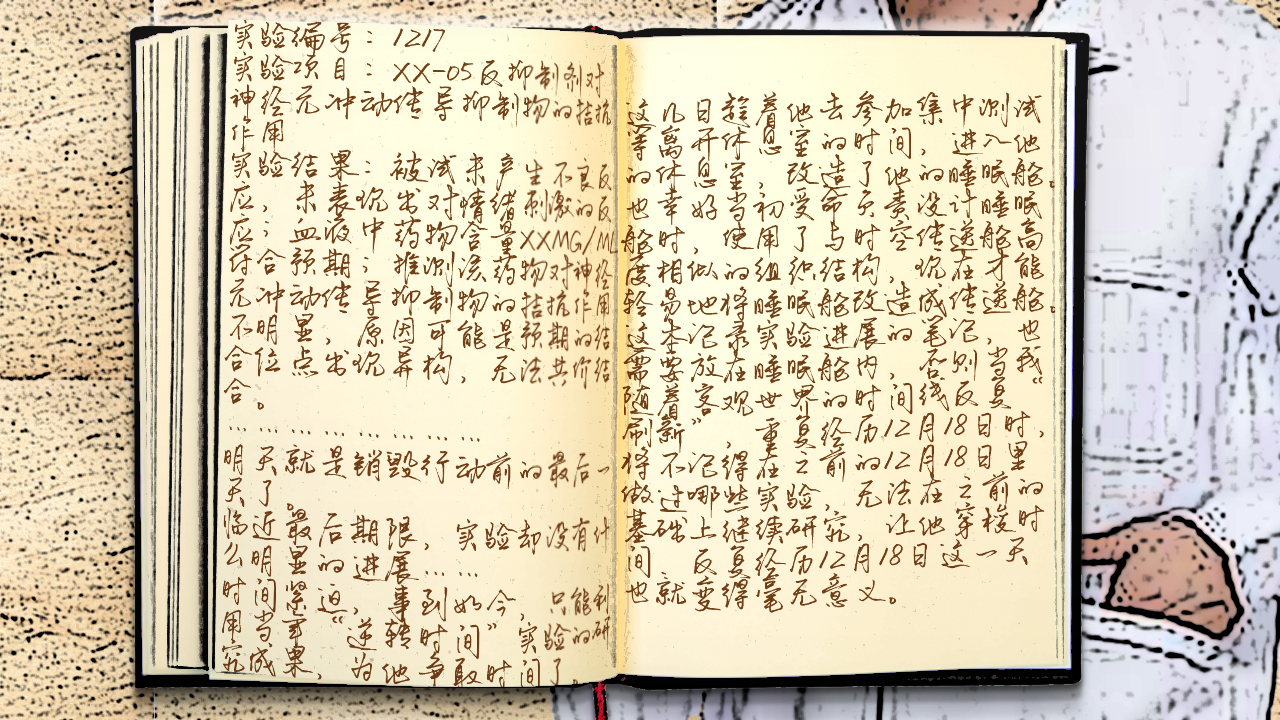 实验编号：1217
实验项目：XX-05反抑制剂对
神经元冲动传导抑制物的拮抗
作用
实验结果：被试未产生不良反
应，未表现出对情绪刺激的反
应；血液中药物含量XXMG/ML
符合预期；推测该药物对神经
元冲动传导抑制物的拮抗作用
不明显，原因可能是预期的结
合位点出现异构，无法共价结
合。
… … … … … … … … …
明天就是销毁行动前的最后一
天了。
临近最后期限，实验却没有什
么明显的进展……
时间紧迫，事到如今，只能利
用当年“逆转时间”实验的研
究成果，为他争取时间了。
这几日趁着他去参加集中测试
等离开休息室的时间，进入他
的休息室，改造了他的睡眠舱。
也幸好当初受命负责的没计睡眠
舱时，使用了与时空传递舱高
度相似的组织结构，现在才能
轻易地将睡眠舱改造成传送舱。
这本记录实验进展的笔记，也
需要放在睡眠舱内，否则当我“
随着客观世界的时间线反复
刷新”，重复经历12月18日时，
将不记得在之前的12月18日里
做过哪些实验，无法在之前的
基础上继续研究，让他穿梭时
间、反复经历12月18日这一天
也就变得毫无意义。